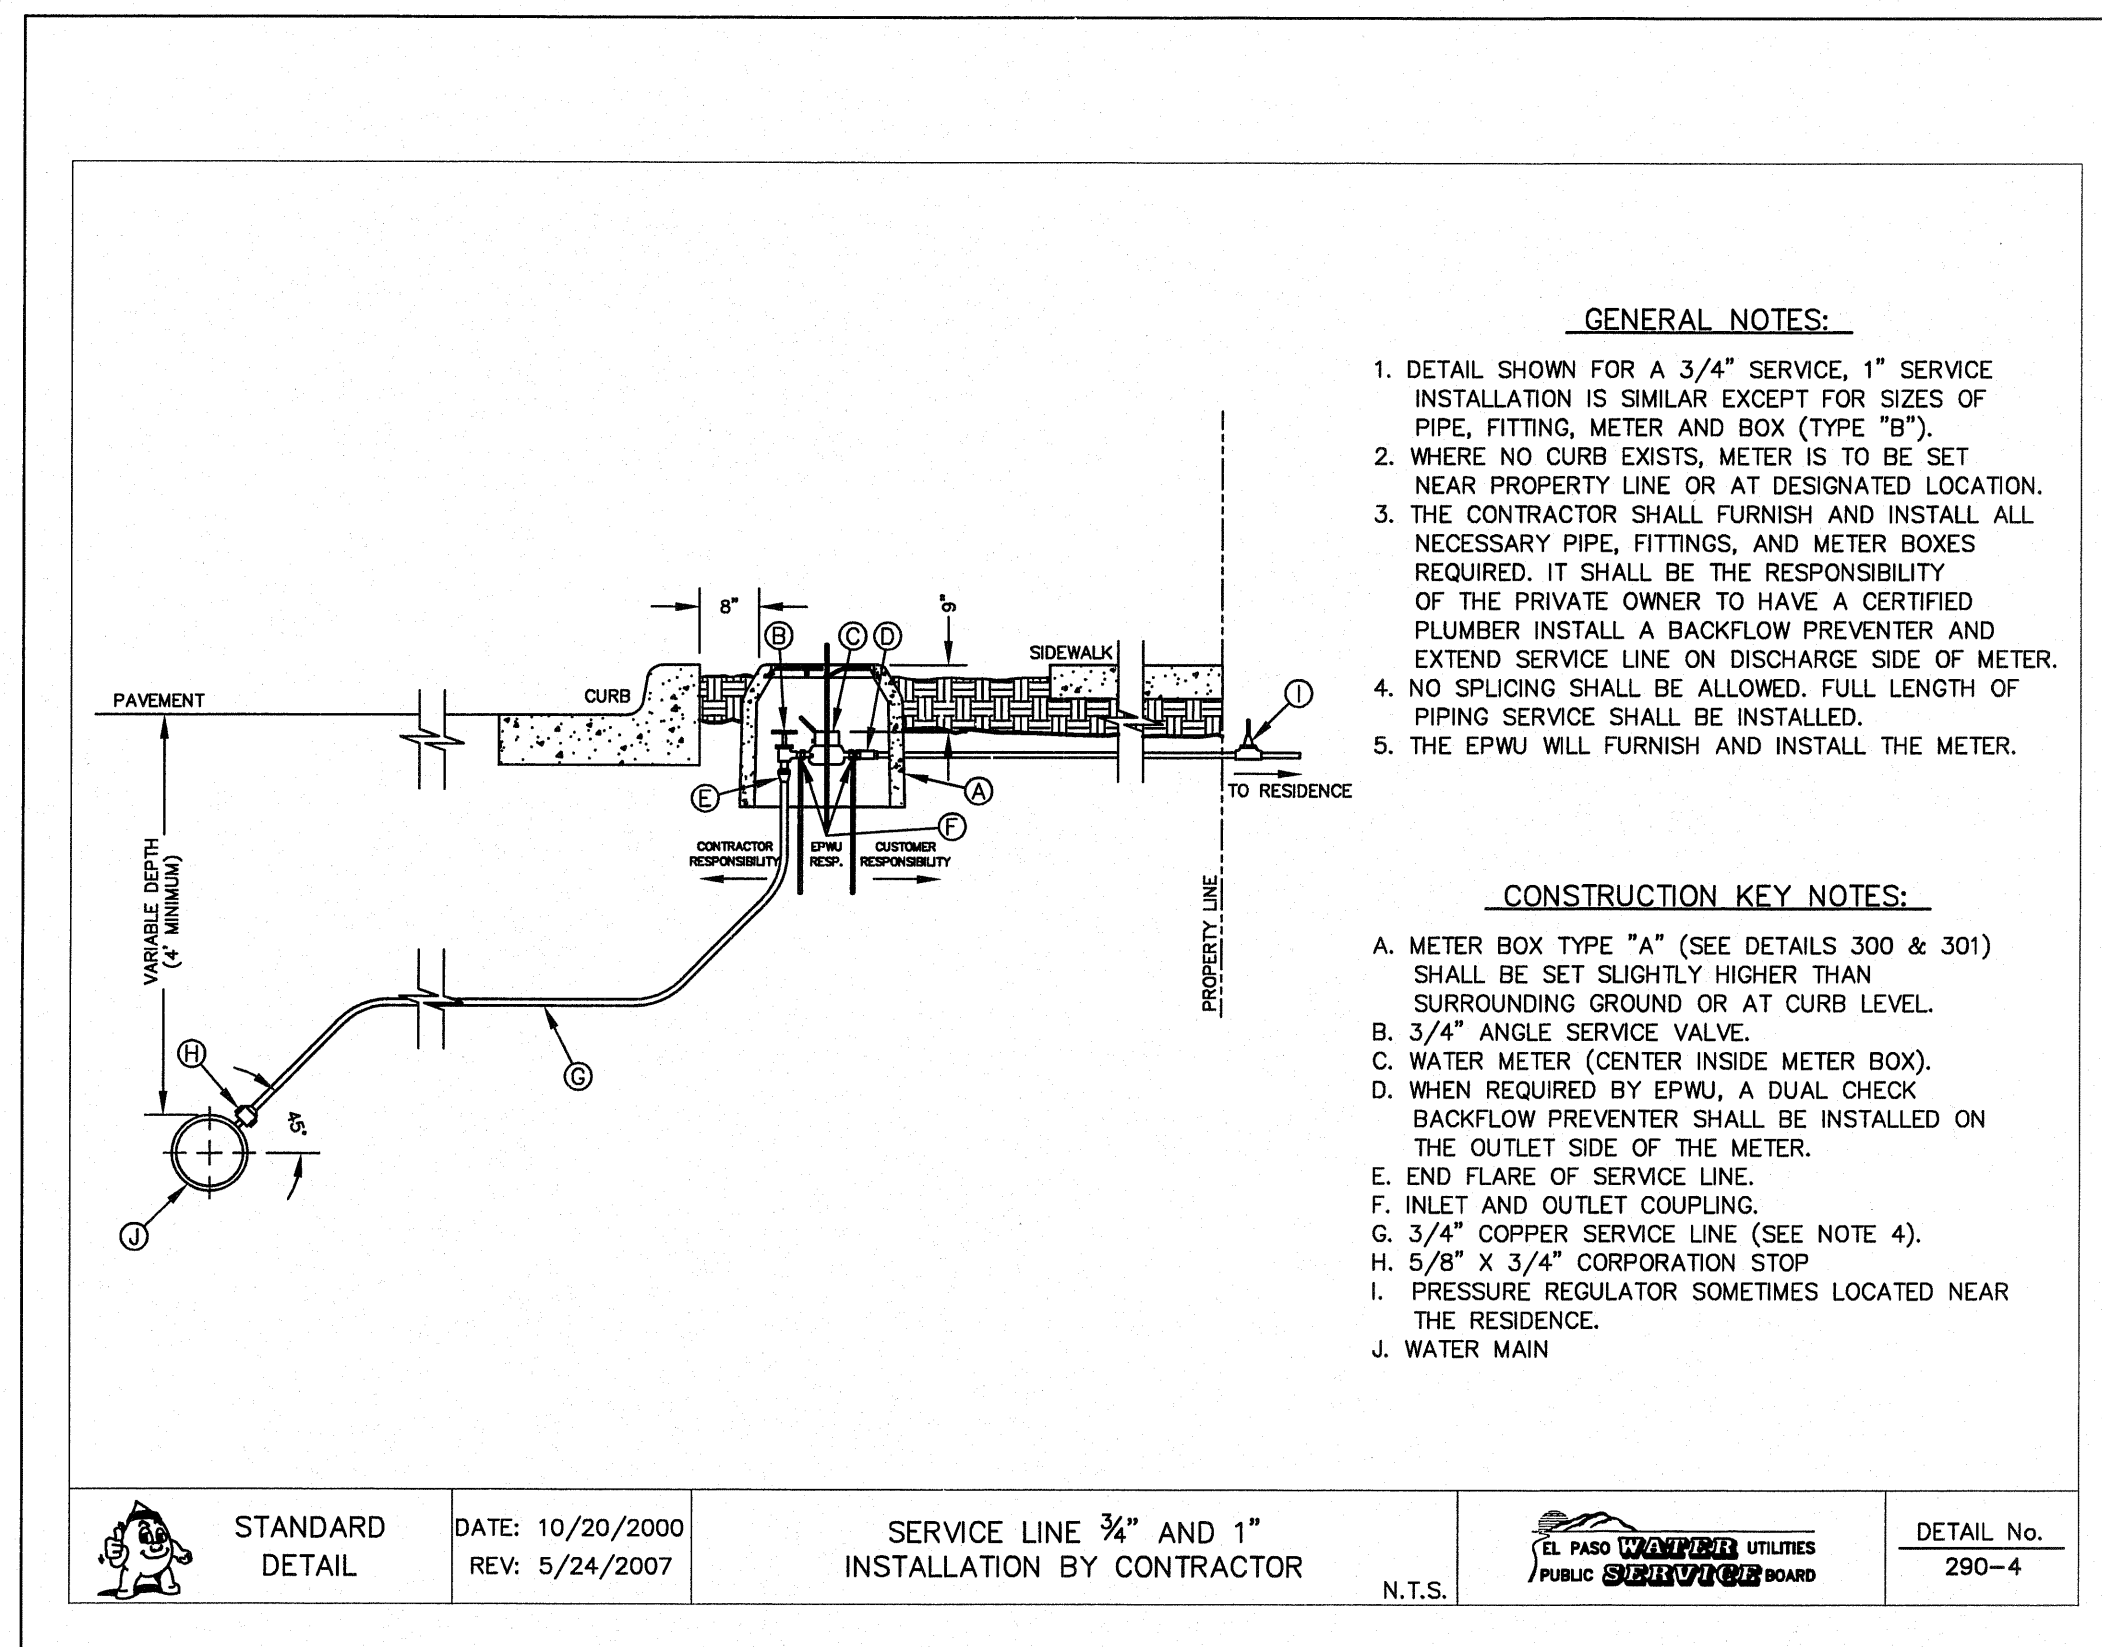 GENERAL NOTES:
1. DETAIL SHOWN FOR A 3/4" SERVICE, 1" SERVICE
INSTALLATION IS SIMILAR EXCEPT FOR SIZES OF
PIPE, FITTING, METER AND BOX (TYPE "B").
2. WHERE NO CURB EXISTS, METER IS TO BE SET
NEAR PROPERTY LINE OR AT DESIGNATED LOCATION.
3. THE CONTRACTOR SHALL FURNISH AND INSTALL ALL
NECESSARY PIPE, FITTINGS, AND METER BOXES
REQUIRED. IT SHALL BE THE RESPONSIBILITY
OF THE PRIVATE OWNER TO HAVE A CERTIFIED
PLUMBER INSTALL A BACKFLOW PREVENTER AND
EXTEND SERVICE LINE ON DISCHARGE SIDE OF METER.
4. NO SPLICING SHALL BE ALLOWED. FULL LENGTH OF
PIPING SERVICE SHALL BE INSTALLED.
5. THE EPWU WILL FURNISH AND INSTALL THE METER.
8"
9"
B
C
D
SIDEWALK
CURB
PAVEMENT
I
E
A
TO RESIDENCE
F
CONTRACTOR
RESPONSIBILITY
EPWU
RESP.
CUSTOMER
RESPONSIBILITY
VARIABLE DEPTH
(4' MINIMUM)
PROPERTY LINE
H
G
45°
J
CONSTRUCTION KEY NOTES:
A. METER BOX TYPE "A" (SEE DETAILS 300 & 301)
SHALL BE SET SLIGHTLY HIGHER THAN
SURROUNDING GROUND OR AT CURB LEVEL.
B. 3/4" ANGLE SERVICE VALVE.
C. WATER METER (CENTER INSIDE METER BOX).
D. WHEN REQUIRED BY EPWU, A DUAL CHECK
BACKFLOW PREVENTER SHALL BE INSTALLED ON
THE OUTLET SIDE OF THE METER.
E. END FLARE OF SERVICE LINE.
F. INLET AND OUTLET COUPLING.
G. 3/4" COPPER SERVICE LINE (SEE NOTE 4).
H. 5/8" X 3/4" CORPORATION STOP
I. PRESSURE REGULATOR SOMETIMES LOCATED NEAR
THE RESIDENCE.
J. WATER MAIN
STANDARD
DETAIL
DATE: 10/20/2000
REV: 5/24/2007
SERVICE LINE ¾" AND 1"
INSTALLATION BY CONTRACTOR
N.T.S.
EL PASO WATER UTILITIES
PUBLIC SERVICE BOARD
DETAIL No.
290-4